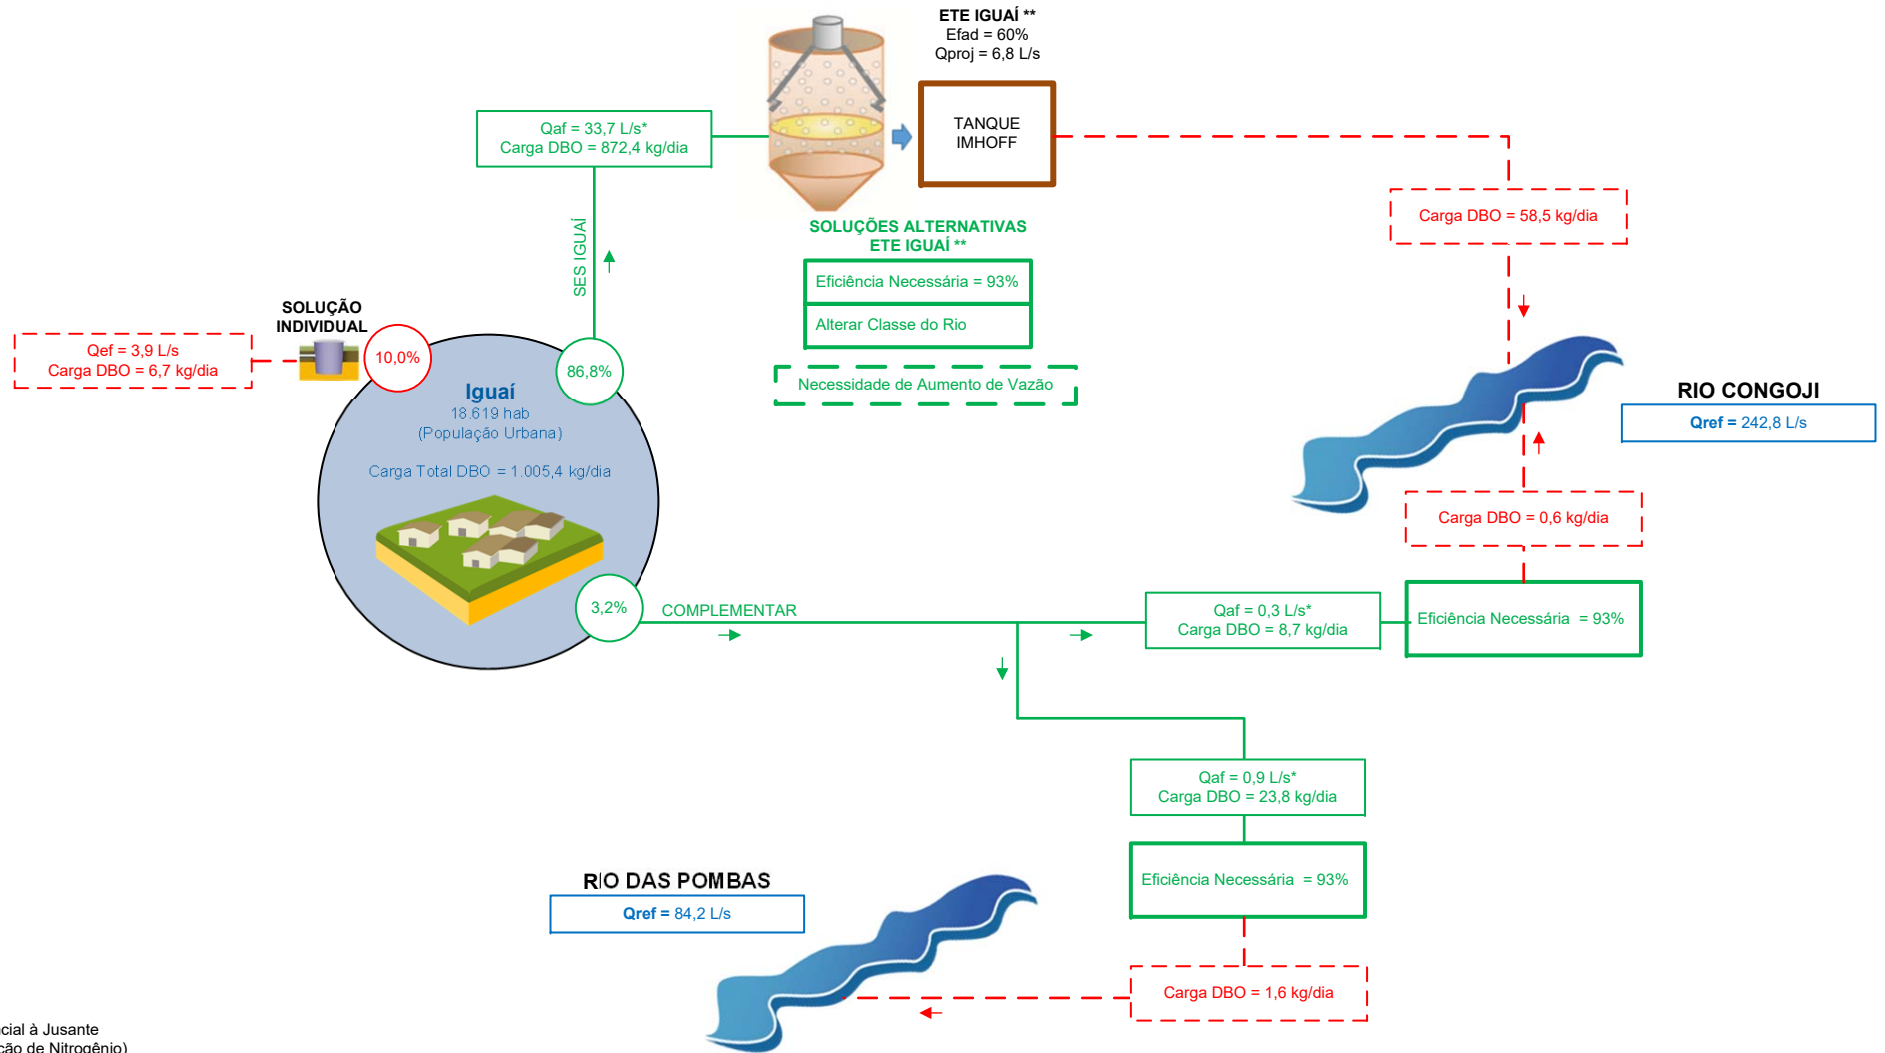 ETE IGUAÍ **
Efad = 60%
Qproj = 6,8 L/s
TANQUE
IMHOFF
Qaf = 33,7 L/s*
Carga DBO = 872,4 kg/dia
SES IGUAÍ
Carga DBO = 58,5 kg/dia
SOLUÇÕES ALTERNATIVAS
ETE IGUAÍ **
Eficiência Necessária = 93%
Alterar Classe do Rio
Necessidade de Aumento de Vazão
SOLUÇÃO
INDIVIDUAL
Qef = 3,9 L/s
Carga DBO = 6,7 kg/dia
10,0%
86,8%
Iguaí
18.619 hab
(População Urbana)
Carga Total DBO = 1.005,4 kg/dia
3,2%
RIO CONGOJI
Qref = 242,8 L/s
Carga DBO = 0,6 kg/dia
COMPLEMENTAR
Qaf = 0,3 L/s*
Carga DBO = 8,7 kg/dia
Eficiência Necessária = 93%
Qaf = 0,9 L/s*
Carga DBO = 23,8 kg/dia
Eficiência Necessária = 93%
RIO DAS POMBAS
Qref = 84,2 L/s
Carga DBO = 1,6 kg/dia
à Jusante
de Nitrogênio)